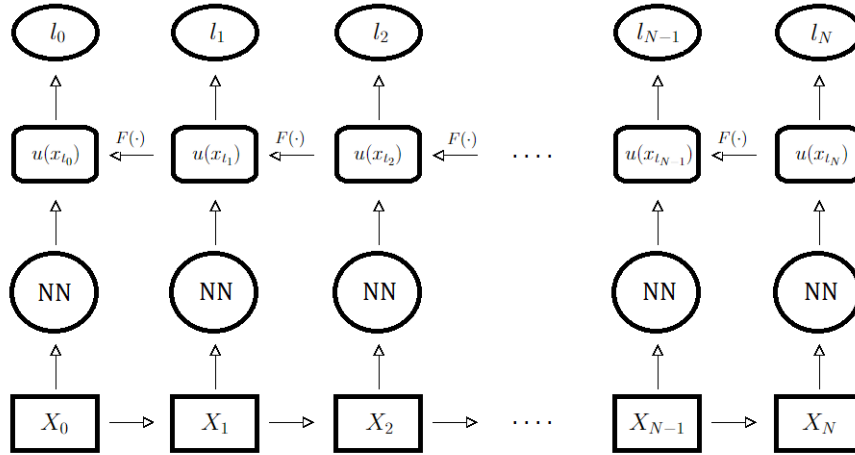 l_0 l_1 l_2 l_{N-1} l_N
F(·) F(·) F(·) F(·)
u(x_{t_0}) u(x_{t_1}) u(x_{t_2}) .... u(x_{t_{N-1}}) u(x_{t_N})
NN NN NN NN NN
X_0 X_1 X_2 .... X_{N-1} X_N